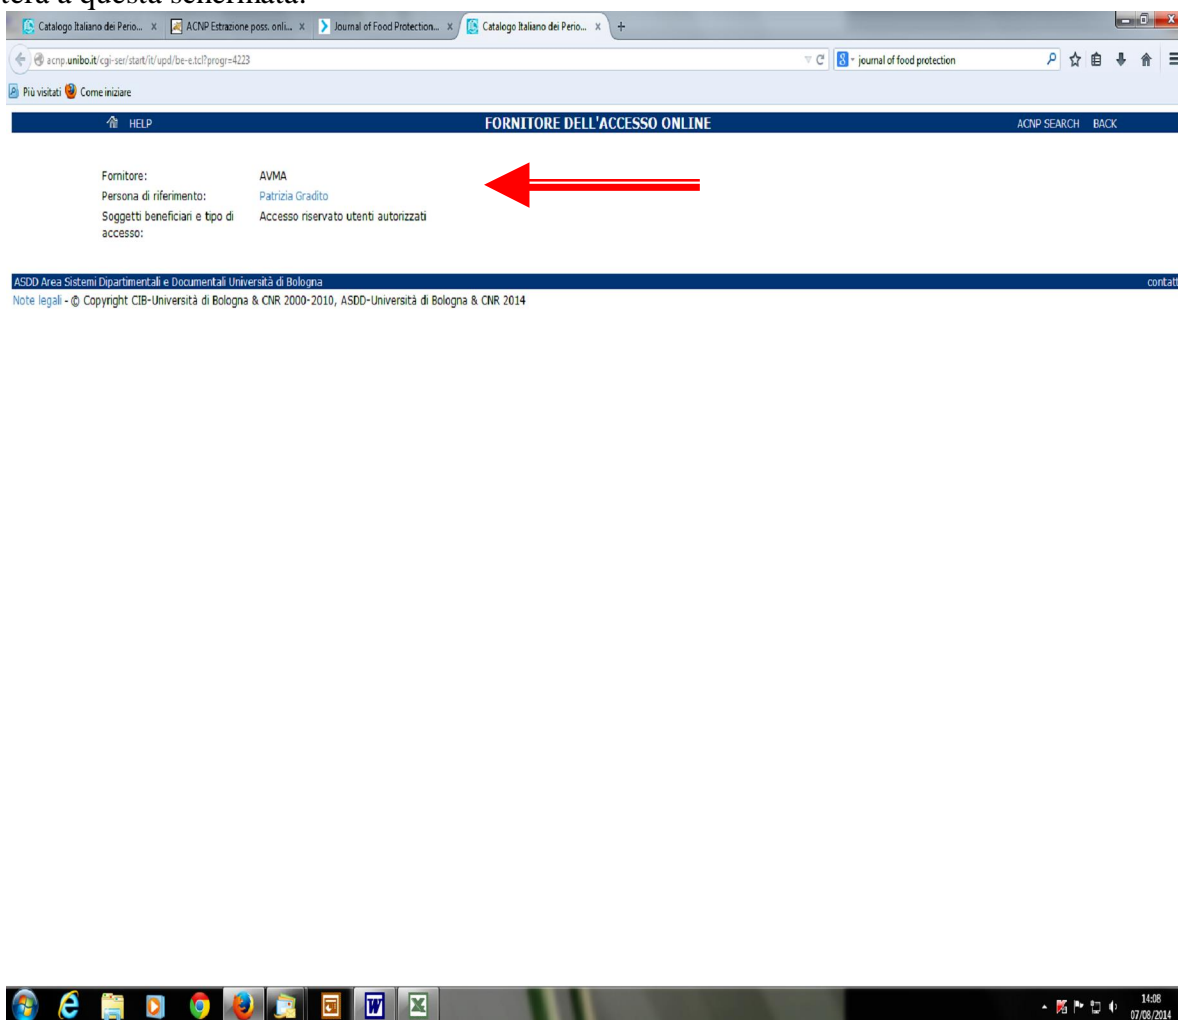 terà a questa schermata:
Catalogo Italiano dei Perio... x ACNP Estrazione poss. onli... x Journal of Food Protection... x Catalogo Italiano dei Perio... x +
acnp.unibo.it/cgi-ser/start/it/upd/be-e.tcl?progr=4223 journal of food protection
Più visitati Come iniziare
HELP FORNITORE DELL'ACCESSO ONLINE ACNP SEARCH BACK
Fornitore: AVMA
Persona di riferimento: Patrizia Gradito
Soggetti beneficiari e tipo di Accesso riservato utenti autorizzati
accesso:
ASDD Area Sistemi Dipartimentali e Documentali Università di Bologna contatt
Note legali - © Copyright CIB-Università di Bologna & CNR 2000-2010, ASDD-Università di Bologna & CNR 2014
14:08
07/08/2014